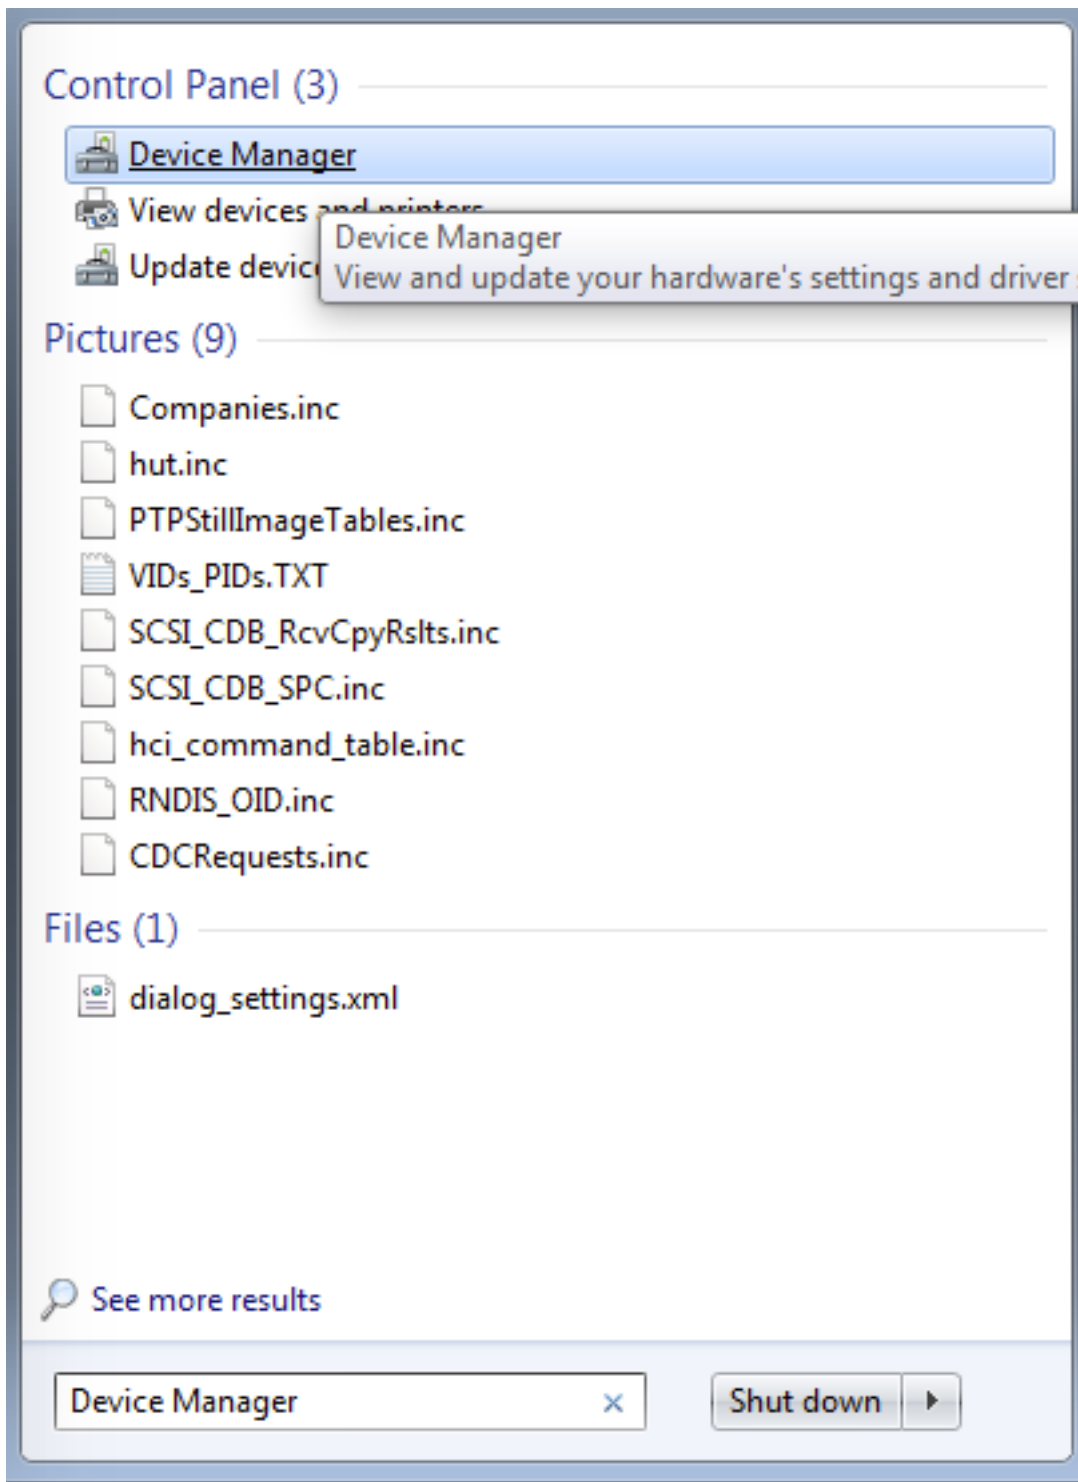 Control Panel (3)
Device Manager
View devices and printers
Device Manager
View and update your hardware's settings and driver
Update devic
Pictures (9)
Companies.inc
hut.inc
PTPStillImageTables.inc
VIDs_PIDs.TXT
SCSI_CDB_RcvCpyRslts.inc
SCSI_CDB_SPC.inc
hci_command_table.inc
RNDIS_OID.inc
CDCRequests.inc
Files (1)
dialog_settings.xml
See more results
Device Manager
Shut down